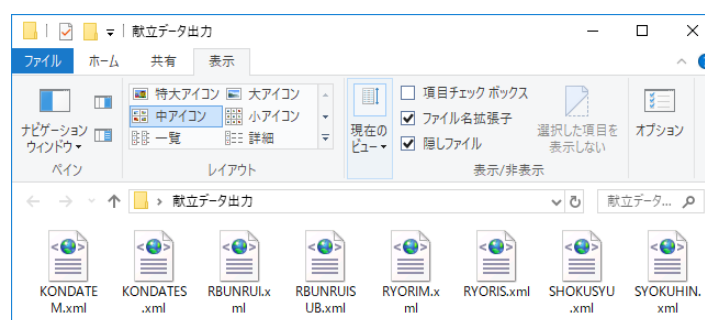 献立データ出力
ファイル ホーム 共有 表示
ナビゲーション
ウィンドウ
ペイン
特大アイコン 大アイコン
中アイコン 小アイコン
一覧 詳細
レイアウト
現在の
ビュー
項目チェック ボックス
ファイル名拡張子
隠しファイル
選択した項目を
表示しない
表示/非表示
オプション
献立データ出力
献立データ...
KONDATE
M.xml
KONDATES
.xml
RBUNRUI.x
ml
RBUNRUIS
UB.xml
RYORIM.x
ml
RYORIS.xml
SHOKUSYU
.xml
SYOKUHIN.
xml